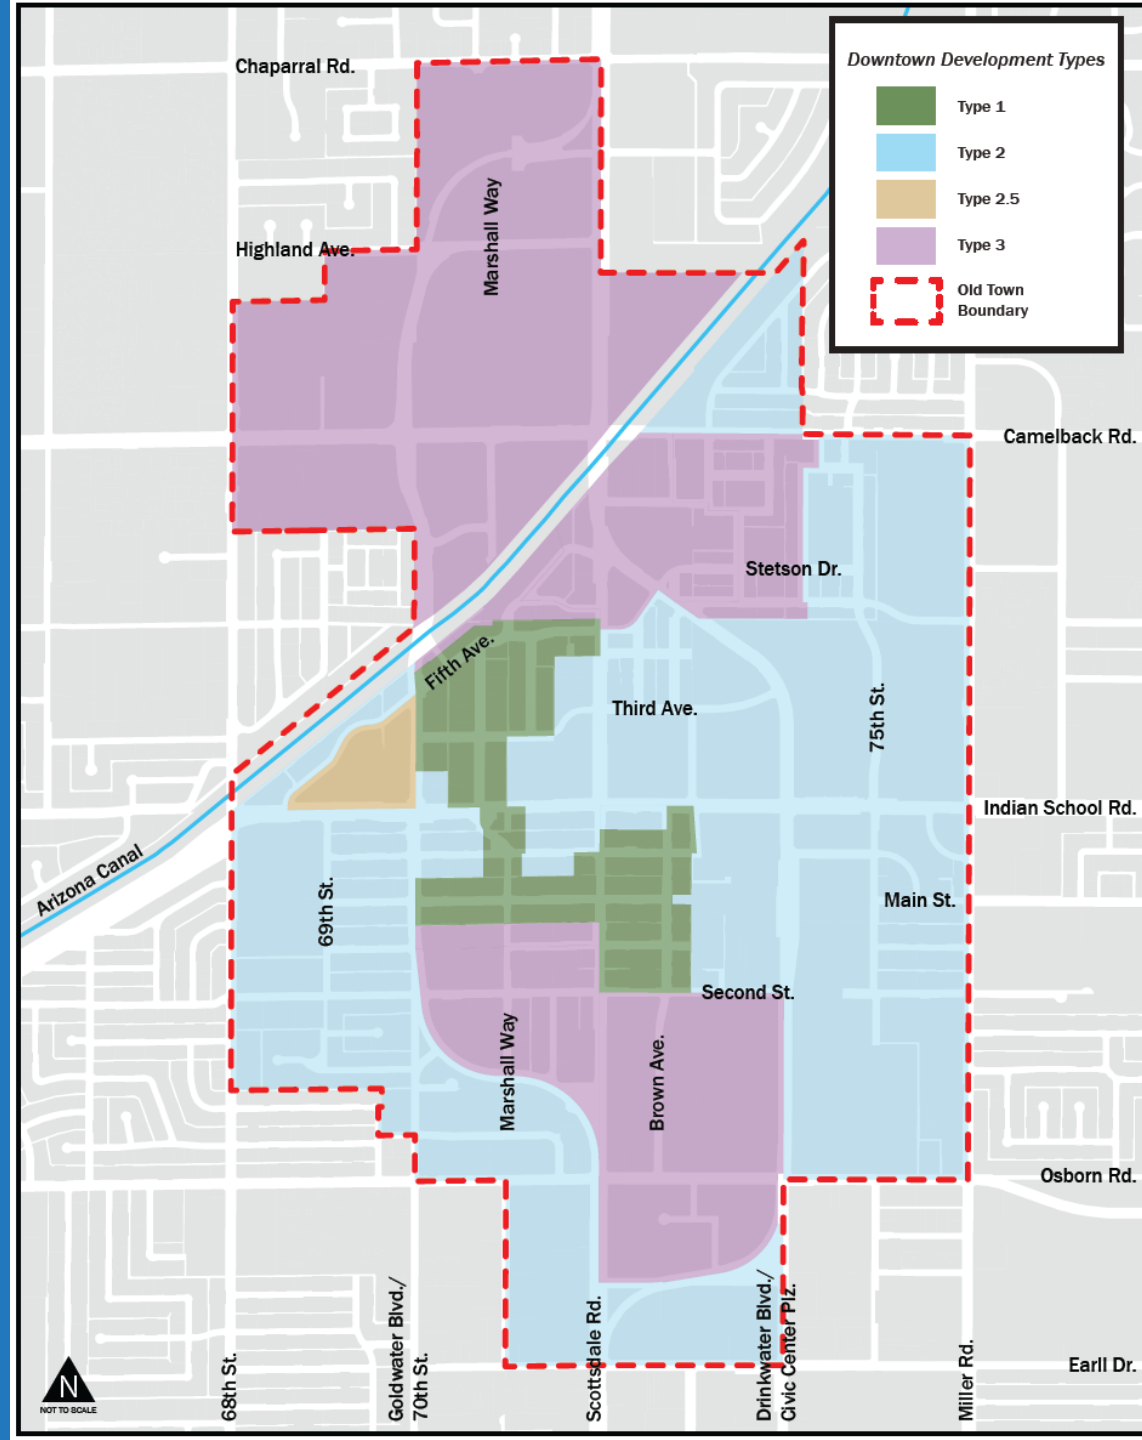 Downtown Development Types
Type 1
Type 2
Type 2.5
Type 3
Old Town
Boundary
Chaparral Rd.
Marshall Way
Highland Ave.
Camelback Rd.
Stetson Dr.
Fifth Ave.
Third Ave.
75th St.
Indian School Rd.
Arizona Canal
69th St.
Main St.
Second St.
Marshall Way
Brown Ave.
Osborn Rd.
Earll Dr.
68th St.
Goldwater Blvd./
70th St.
Scottsdale Rd.
Drinkwater Blvd./
Civic Center Plz.
Miller Rd.
N
NOT TO SCALE